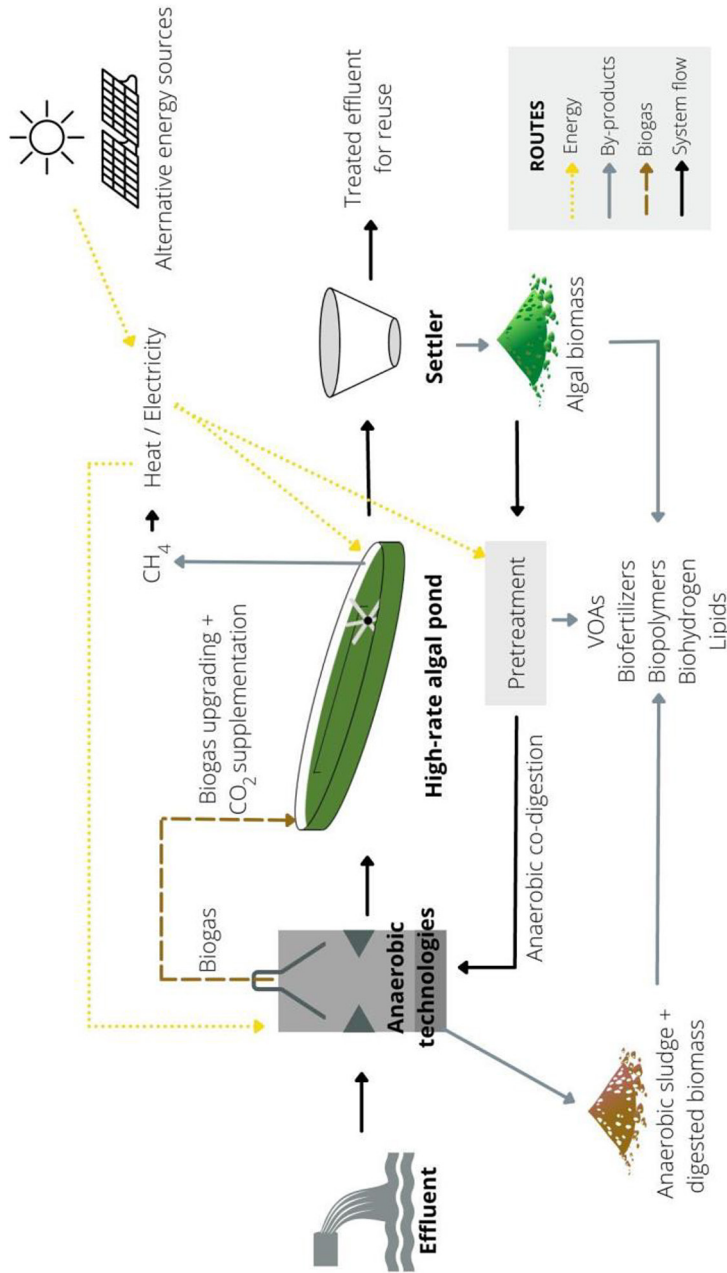 Alternative energy sources
Heat / Electricity
CH4
Biogas
Biogas upgrading +
CO2 supplementation
Effluent
Anaerobic
technologies
High-rate algal pond
Settler
Treated effluent
for reuse
Anaerobic co-digestion
Pretreatment
Algal biomass
Anaerobic sludge +
digested biomass
VOAs
Biofertilizers
Biopolymers
Biohydrogen
Lipids
ROUTES
Energy
By-products
Biogas
System flow